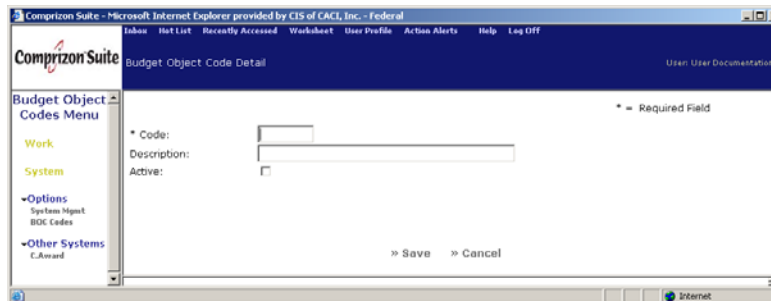 Comprizon Suite - Microsoft Internet Explorer provided by CIS of CACI, Inc. - Federal
Inbox Hot List Recently Accessed Worksheet User Profile Action Alerts Help Log Off
Comprizon Suite
Budget Object Code Detail
User: User Documentation
Budget Object
Codes Menu
Work
System
Options
System Mgmt
BOC Codes
Other Systems
C.Award
* = Required Field
* Code:
Description:
Active:
» Save » Cancel
Internet